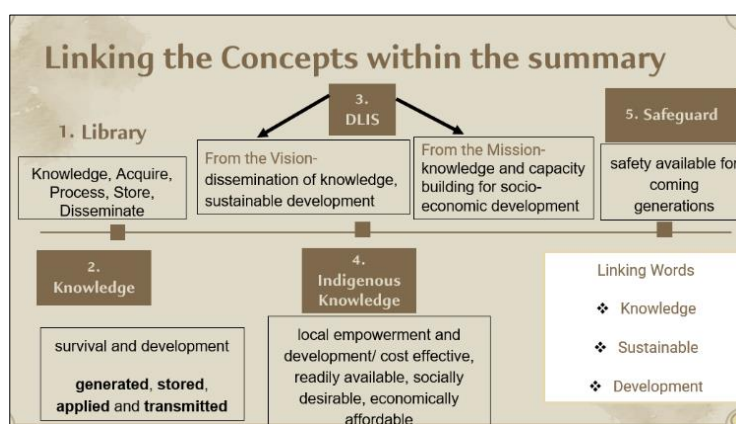 Linking the Concepts within the summary
1. Library
Knowledge, Acquire,
Process, Store,
Disseminate
2.
Knowledge
survival and development
generated, stored,
applied and transmitted
3.
DLIS
From the Vision-
dissemination of knowledge,
sustainable development
From the Mission-
knowledge and capacity
building for socio-
economic development
4.
Indigenous
Knowledge
local empowerment and
development/ cost effective,
readily available, socially
desirable, economically
affordable
5. Safeguard
safety available for
coming
generations
Linking Words
❖ Knowledge
❖ Sustainable
❖ Development